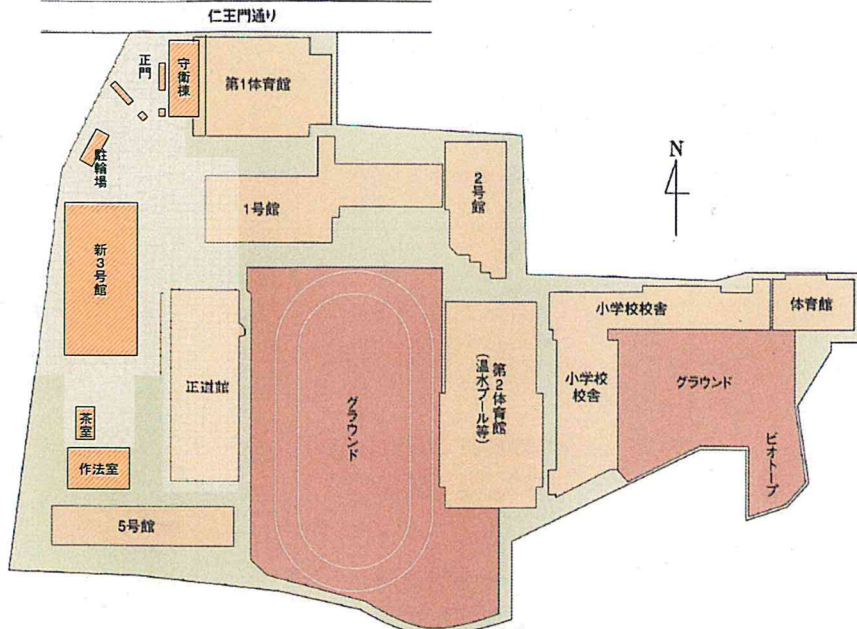 仁王門通り
正門
守衛棟
第1体育館
駐輪場
N
1号館
2号館
新3号館
小学校校舎
体育館
正道館
グラウンド
第2体育館
(温水プール等)
小学校
校舎
グラウンド
ビオトープ
茶室
作法室
5号館